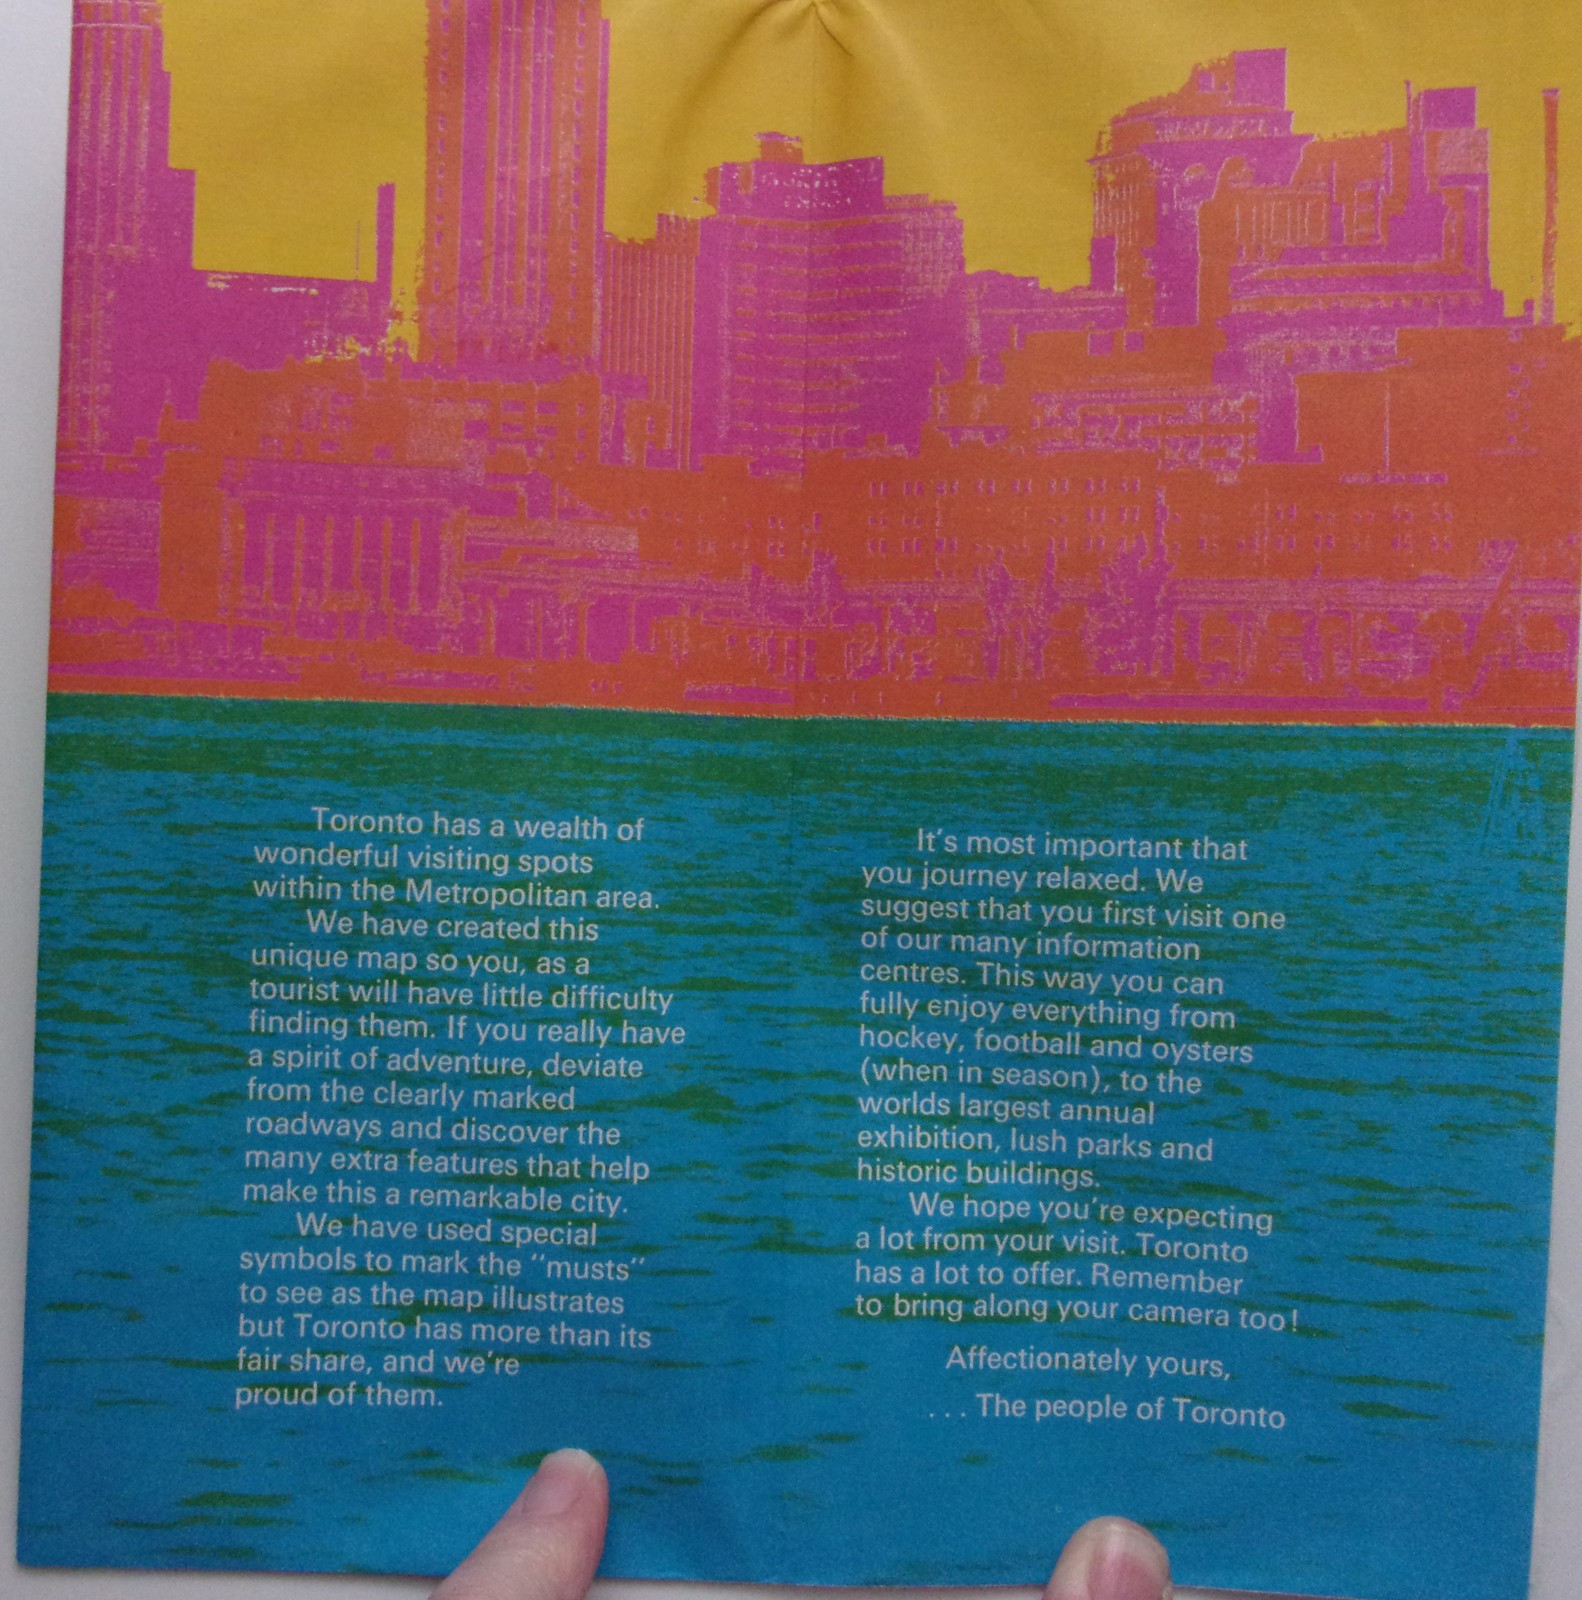 Toronto has a wealth of
wonderful visiting spots
within the Metropolitan area.
We have created this
unique map so you, as a
tourist will have little difficulty
finding them. If you really have
a spirit of adventure, deviate
from the clearly marked
roadways and discover the
many extra features that help
make this a remarkable city.
We have used special
symbols to mark the "musts"
to see as the map illustrates
but Toronto has more than its
fair share, and we're
proud of them.
It's most important that
you journey relaxed. We
suggest that you first visit one
of our many information
centres. This way you can
fully enjoy everything from
hockey, football and oysters
(when in season), to the
worlds largest annual
exhibition, lush parks and
historic buildings.
We hope you're expecting
a lot from your visit. Toronto
has a lot to offer. Remember
to bring along your camera too!
Affectionately yours,
. . . The people of Toronto